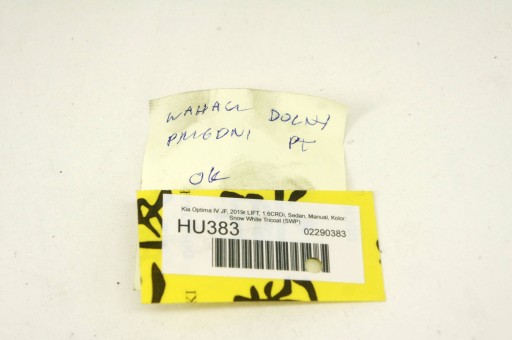 WAHACZ DOLNY
PRZEDNI PT
OK
Kia Optima IV JF, 2019r LIFT, 1.6CRDi, Sedan, Manual, Kolor:
Snow White Tricoat (SWP)
HU383
02290383